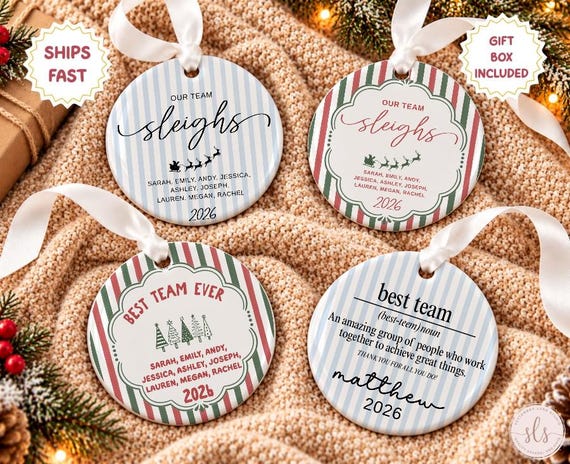 SHIPS
FAST
GIFT
BOX
INCLUDED
OUR TEAM
sleighs
SARAH, EMILY, ANDY, JESSICA,
ASHLEY, JOSEPH,
LAUREN, MEGAN, RACHEL
2026
OUR TEAM
sleighs
SARAH, EMILY, ANDY,
JESSICA, ASHLEY, JOSEPH,
LAUREN, MEGAN, RACHEL
2026
BEST TEAM EVER
SARAH, EMILY, ANDY,
JESSICA, ASHLEY, JOSEPH,
LAUREN, MEGAN, RACHEL
2026
best team
(best-teem) noun
An amazing group of people who work
together to achieve great things.
THANK YOU FOR ALL YOU DO!
matthew
2026
sls